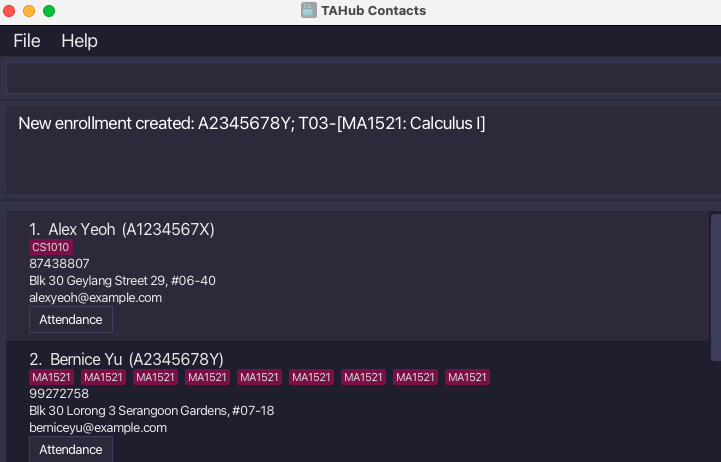 TAHub Contacts
File Help
New enrollment created: A2345678Y; T03-[MA1521: Calculus I]
1. Alex Yeoh (A1234567X)
CS1010
87438807
Blk 30 Geylang Street 29, #06-40
alexyeoh@example.com
Attendance
2. Bernice Yu (A2345678Y)
MA1521 MA1521 MA1521 MA1521 MA1521 MA1521 MA1521 MA1521 MA1521
99272758
Blk 30 Lorong 3 Serangoon Gardens, #07-18
berniceyu@example.com
Attendance